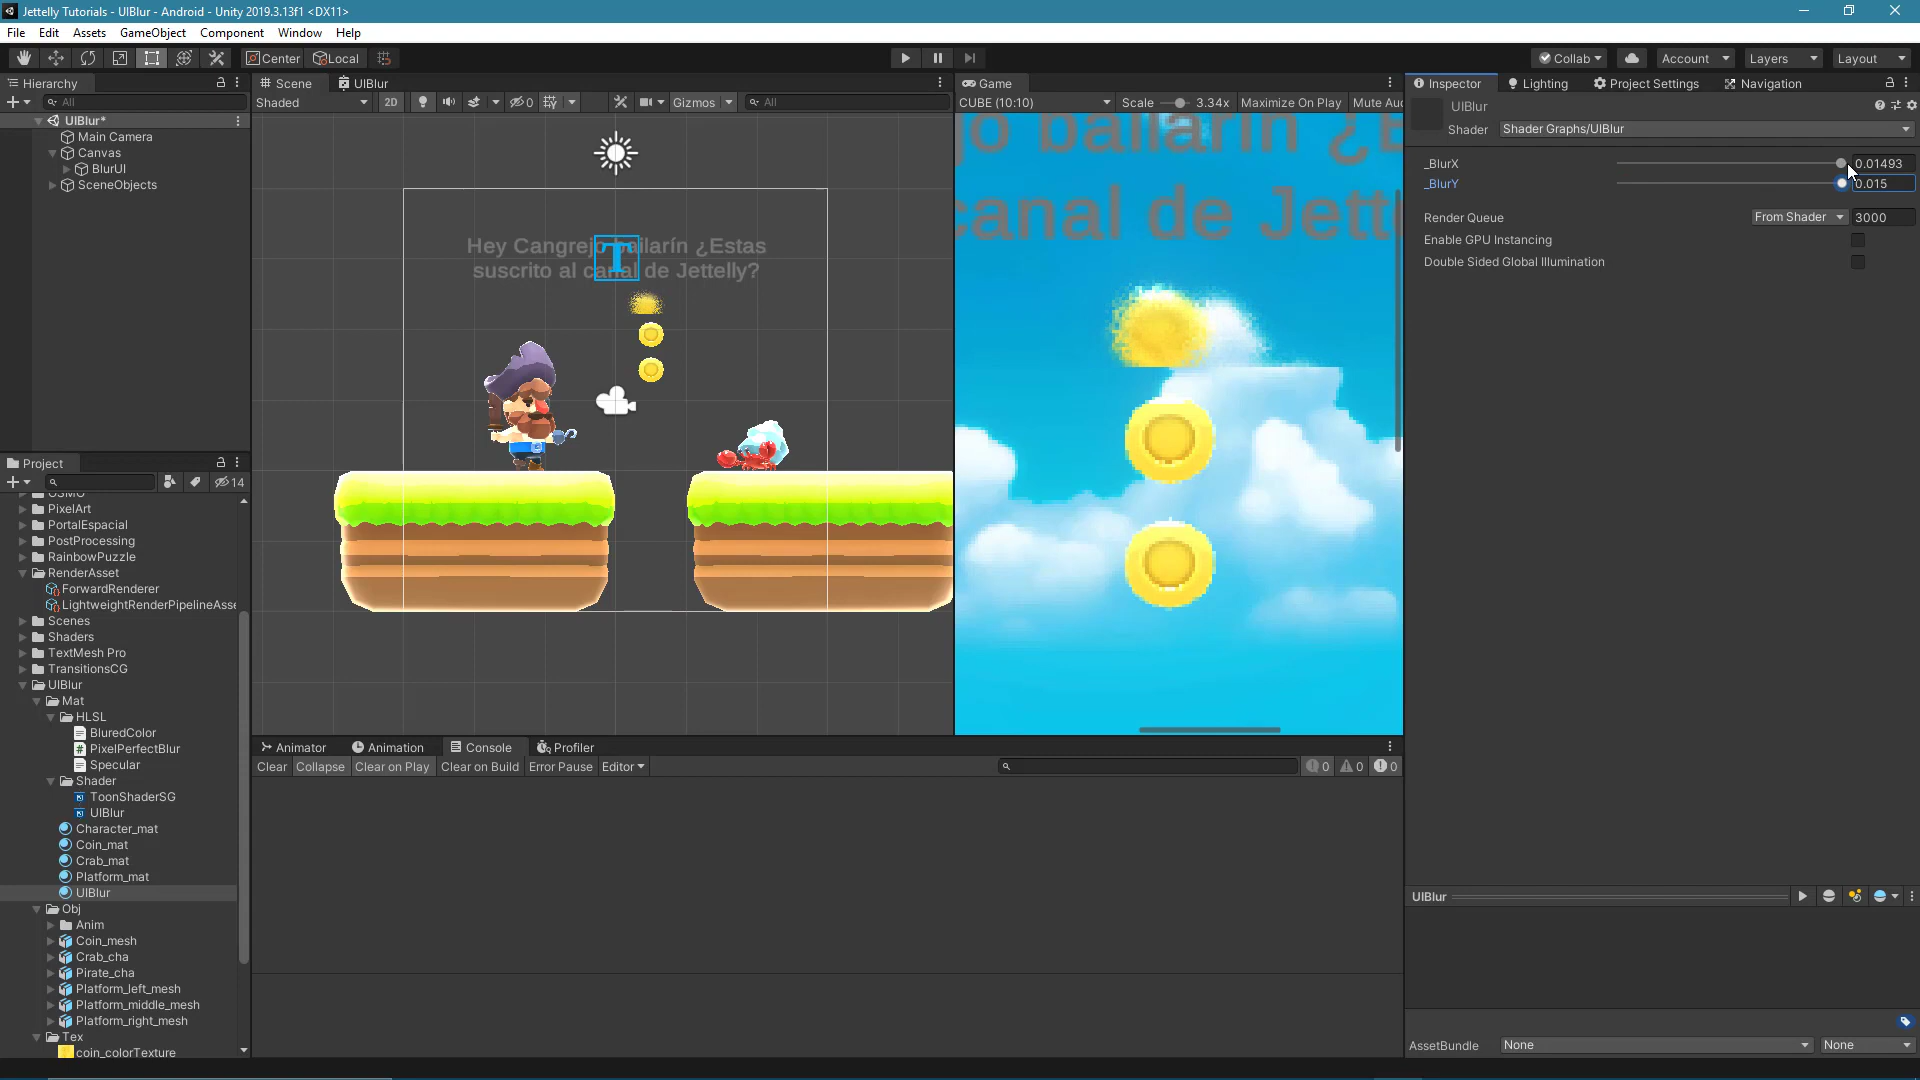 Jettelly Tutorials - UIBlur - Android - Unity 2019.3.13f1 <DX11>
File Edit Assets GameObject Component Window Help
Center Local Collab Account Layers Layout
Hierarchy
All
UIBlur*
Main Camera
Canvas
BlurUI
SceneObjects
Scene UIBlur
Shaded 2D 0 Gizmos All
Hey Cangrejo bailarín ¿Estas
suscrito al canal de Jettelly?
T
Game
CUBE (10:10) Scale 3.34x Maximize On Play Mute Au
jo bailarín ¿E
canal de Jett
Inspector Lighting Project Settings Navigation
UIBlur
Shader Shader Graphs/UIBlur
_BlurX 0.01493
_BlurY 0.015
Render Queue From Shader 3000
Enable GPU Instancing
Double Sided Global Illumination
Project
14
OSMO
PixelArt
PortalEspacial
PostProcessing
RainbowPuzzle
RenderAsset
ForwardRenderer
LightweightRenderPipelineAsse
Scenes
Shaders
TextMesh Pro
TransitionsCG
UIBlur
Mat
HLSL
BluredColor
PixelPerfectBlur
Specular
Shader
ToonShaderSG
UIBlur
Character_mat
Coin_mat
Crab_mat
Platform_mat
UIBlur
Obj
Anim
Coin_mesh
Crab_cha
Pirate_cha
Platform_left_mesh
Platform_middle_mesh
Platform_right_mesh
Tex
coin_colorTexture
Animator Animation Console Profiler
Clear Collapse Clear on Play Clear on Build Error Pause Editor 0 0 0
UIBlur
AssetBundle None None